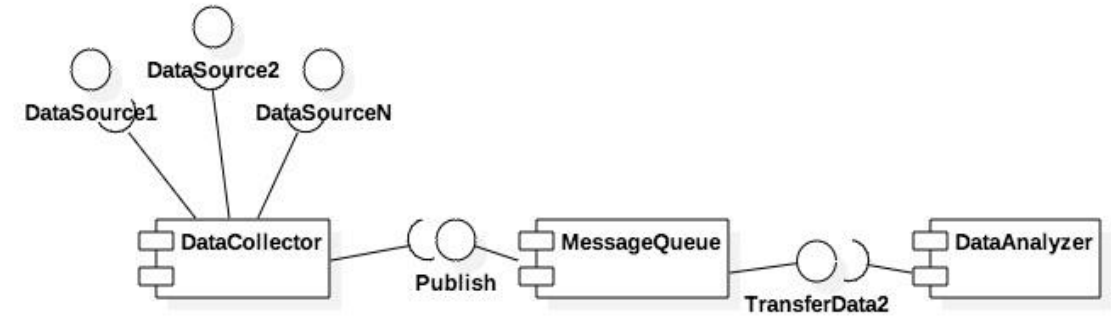 DataSource2
DataSource1
DataSourceN
DataCollector
MessageQueue
DataAnalyzer
Publish
TransferData2